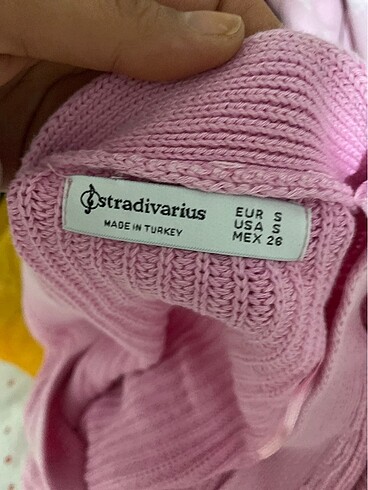 stradivarius
MADE IN TURKEY
EUR S
USA S
MEX 26